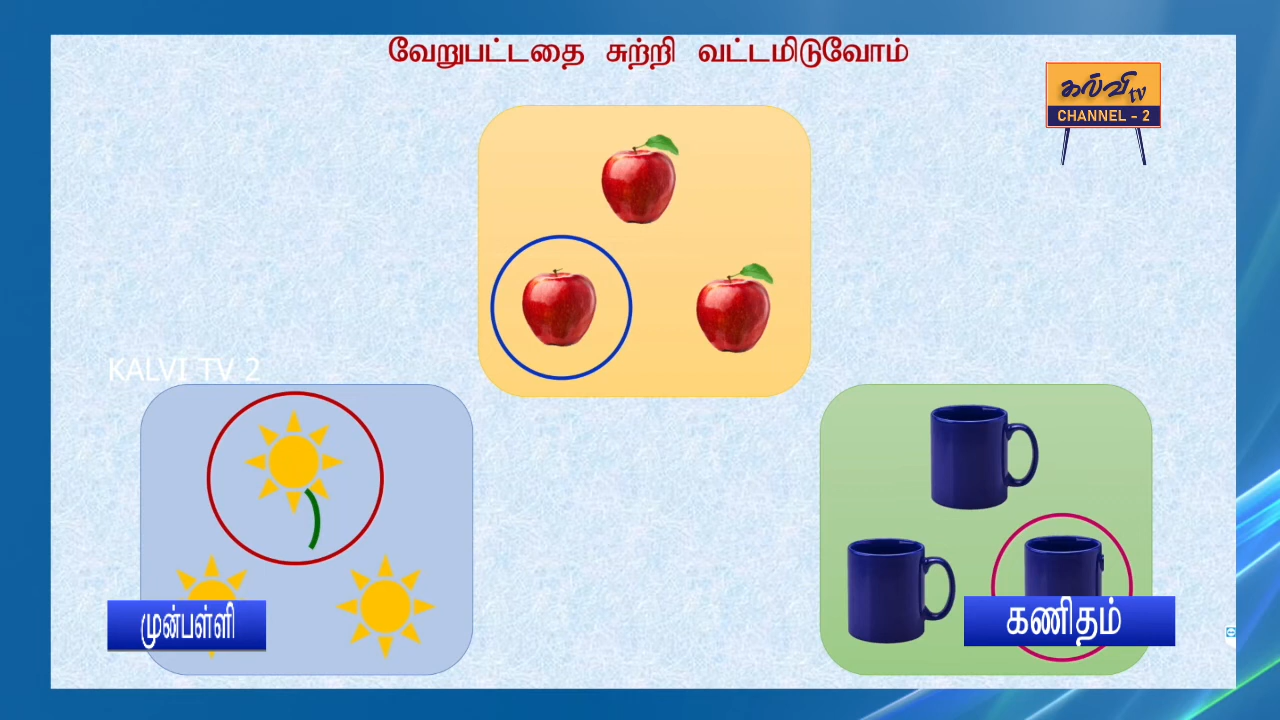 வேறுபட்டதை சுற்றி வட்டமிடுவோம்
கல்வி tv
CHANNEL - 2
KALVI TV 2
முன்பள்ளி
கணிதம்